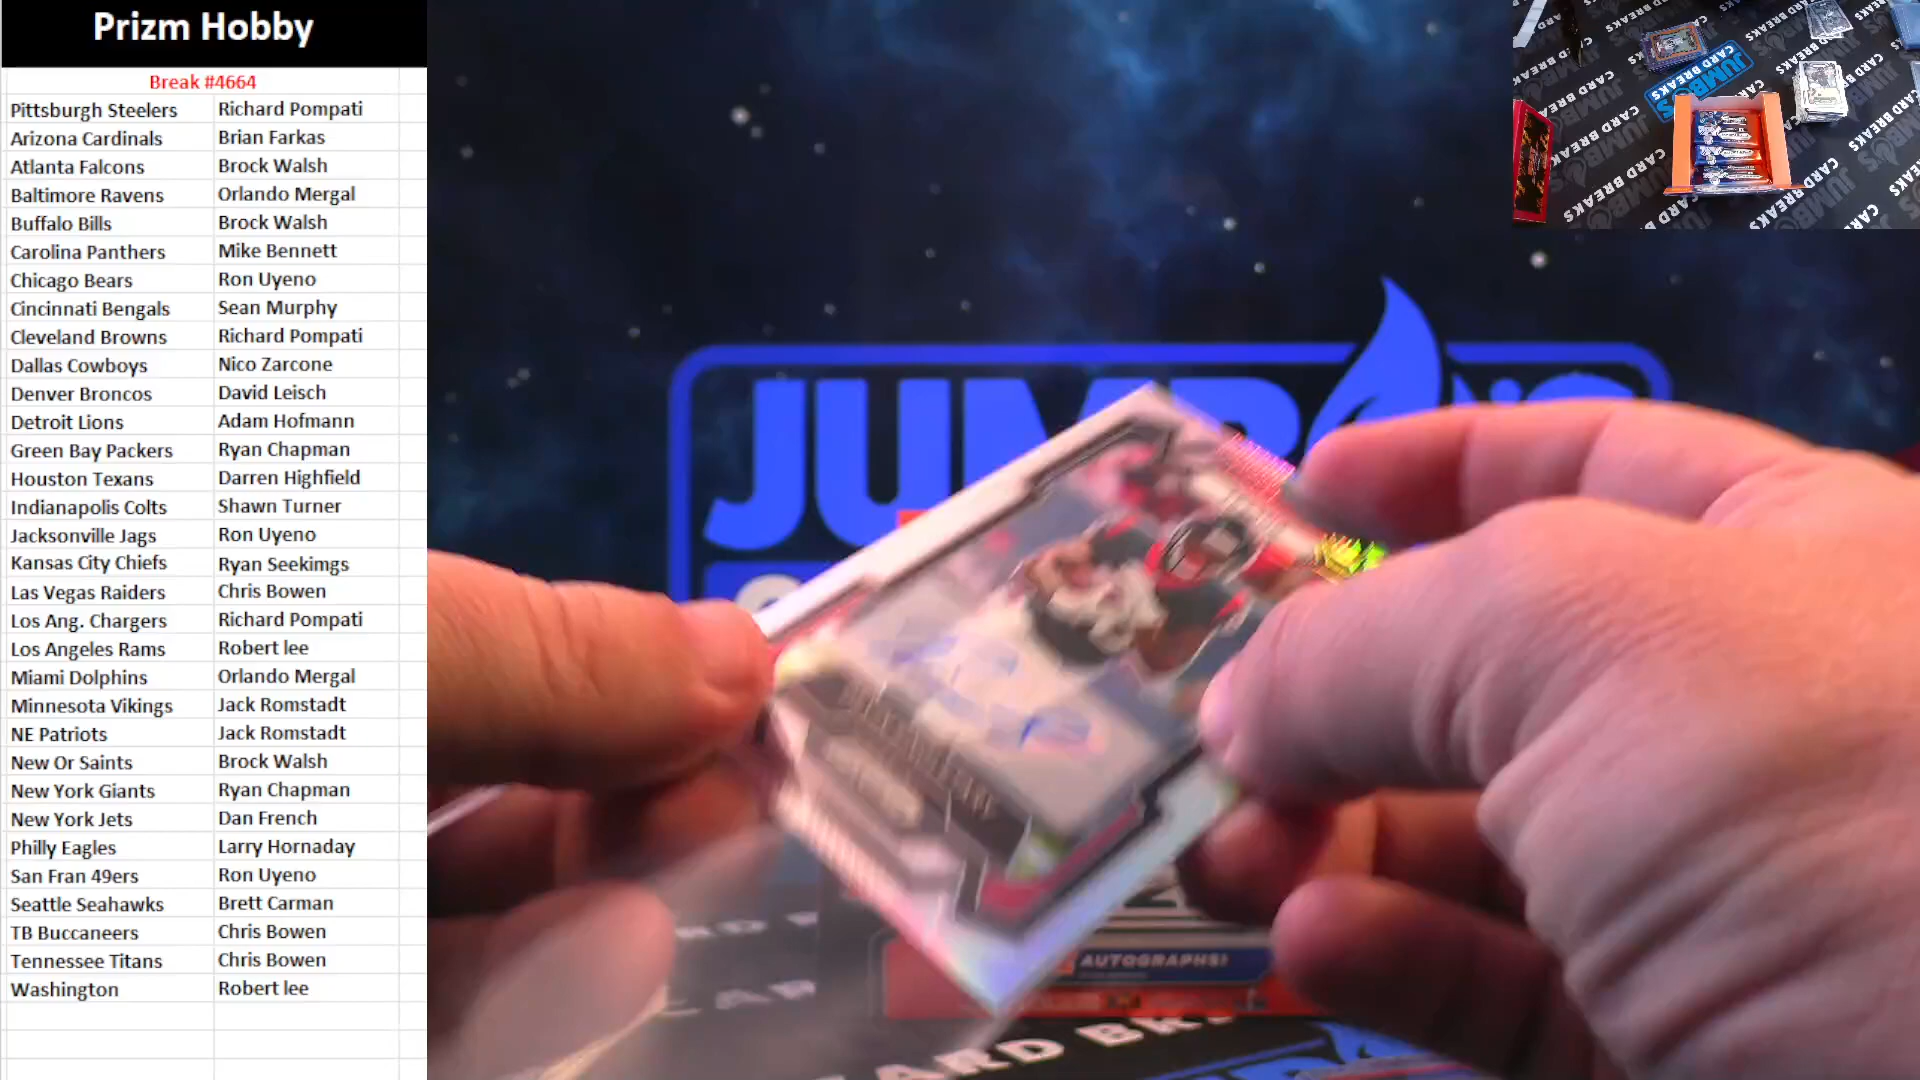 Prizm Hobby
Break #4664
Pittsburgh Steelers Richard Pompati
Arizona Cardinals Brian Farkas
Atlanta Falcons Brock Walsh
Baltimore Ravens Orlando Mergal
Buffalo Bills Brock Walsh
Carolina Panthers Mike Bennett
Chicago Bears Ron Uyeno
Cincinnati Bengals Sean Murphy
Cleveland Browns Richard Pompati
Dallas Cowboys Nico Zarcone
Denver Broncos David Leisch
Detroit Lions Adam Hofmann
Green Bay Packers Ryan Chapman
Houston Texans Darren Highfield
Indianapolis Colts Shawn Turner
Jacksonville Jags Ron Uyeno
Kansas City Chiefs Ryan Seekimgs
Las Vegas Raiders Chris Bowen
Los Ang. Chargers Richard Pompati
Los Angeles Rams Robert lee
Miami Dolphins Orlando Mergal
Minnesota Vikings Jack Romstadt
NE Patriots Jack Romstadt
New Or Saints Brock Walsh
New York Giants Ryan Chapman
New York Jets Dan French
Philly Eagles Larry Hornaday
San Fran 49ers Ron Uyeno
Seattle Seahawks Brett Carman
TB Buccaneers Chris Bowen
Tennessee Titans Chris Bowen
Washington Robert lee
JUMBO'S
CARD BREAKS
AUTOGRAPHS!